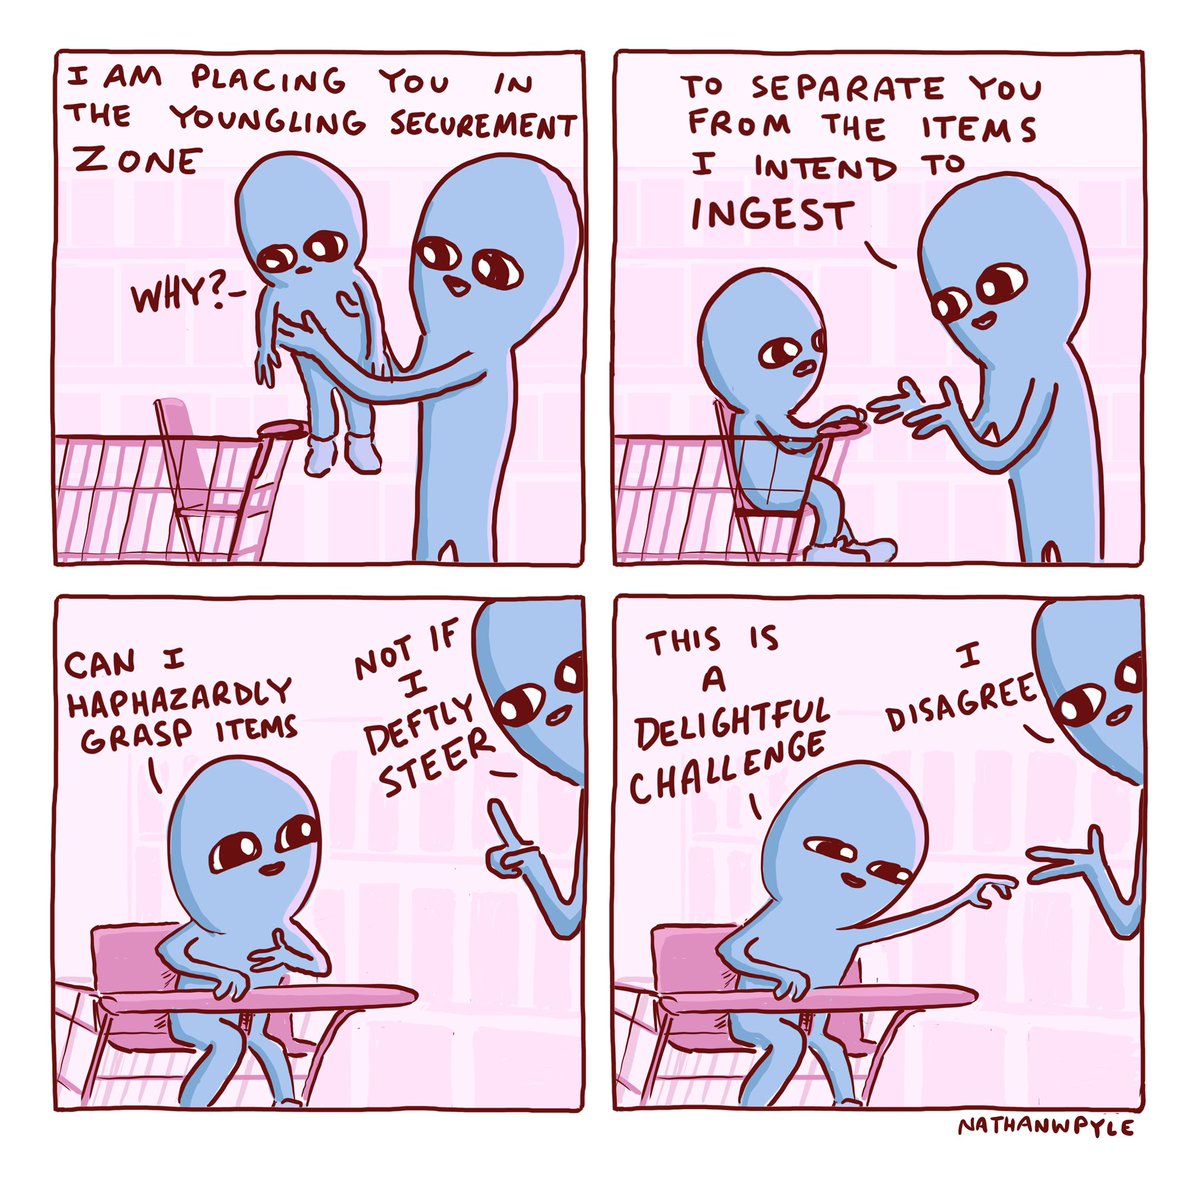 I AM PLACING YOU IN
THE YOUNGLING SECUREMENT
ZONE
WHY?
TO SEPARATE YOU
FROM THE ITEMS
I INTEND TO
INGEST
CAN I
HAPHAZARDLY
GRASP ITEMS
NOT IF
I
DEFTLY
STEER
THIS IS
A
DELIGHTFUL
CHALLENGE
I
DISAGREE
NATHANWPYLE